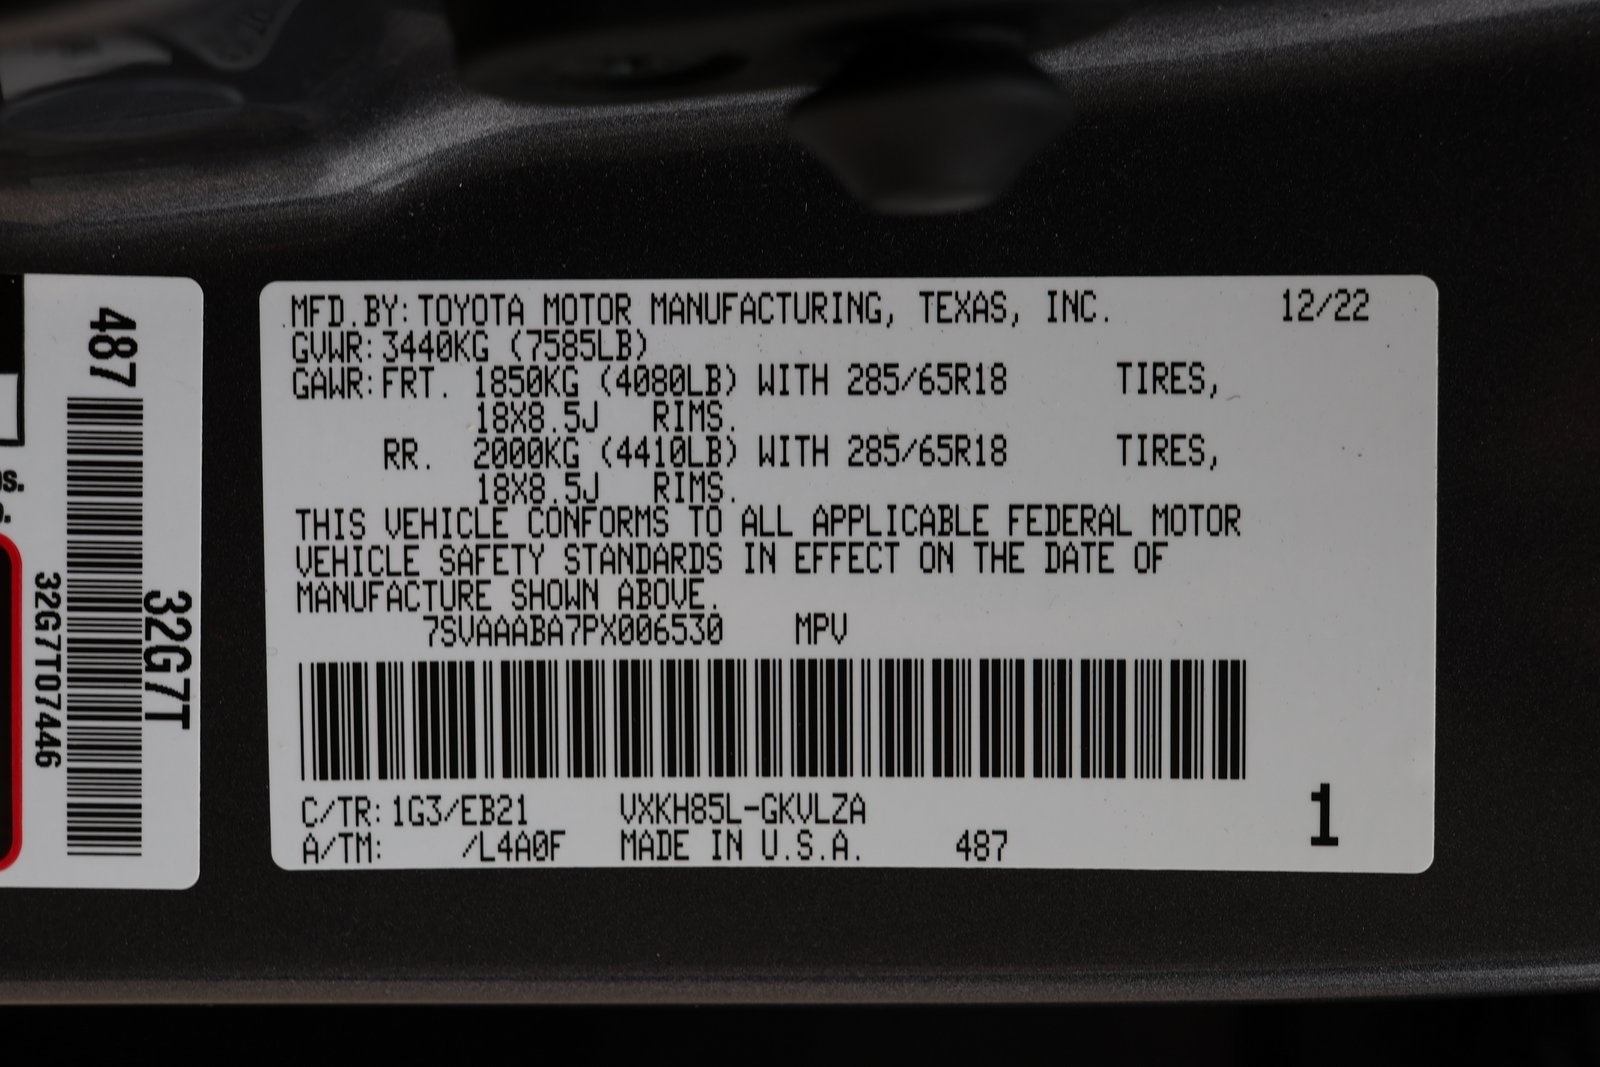 MFD.BY:TOYOTA MOTOR MANUFACTURING, TEXAS, INC. 12/22
GVWR:3440KG (7585LB)
GAWR:FRT. 1850KG (4080LB) WITH 285/65R18 TIRES,
18X8.5J RIMS.
RR. 2000KG (4410LB) WITH 285/65R18 TIRES,
18X8.5J RIMS.
THIS VEHICLE CONFORMS TO ALL APPLICABLE FEDERAL MOTOR
VEHICLE SAFETY STANDARDS IN EFFECT ON THE DATE OF
MANUFACTURE SHOWN ABOVE.
7SVAAABA7PX006530 MPV
C/TR:1G3/EB21 VXKH85L-GKVLZA
A/TM: /L4A0F MADE IN U.S.A. 487
1
487
32G7T
32G7T07446